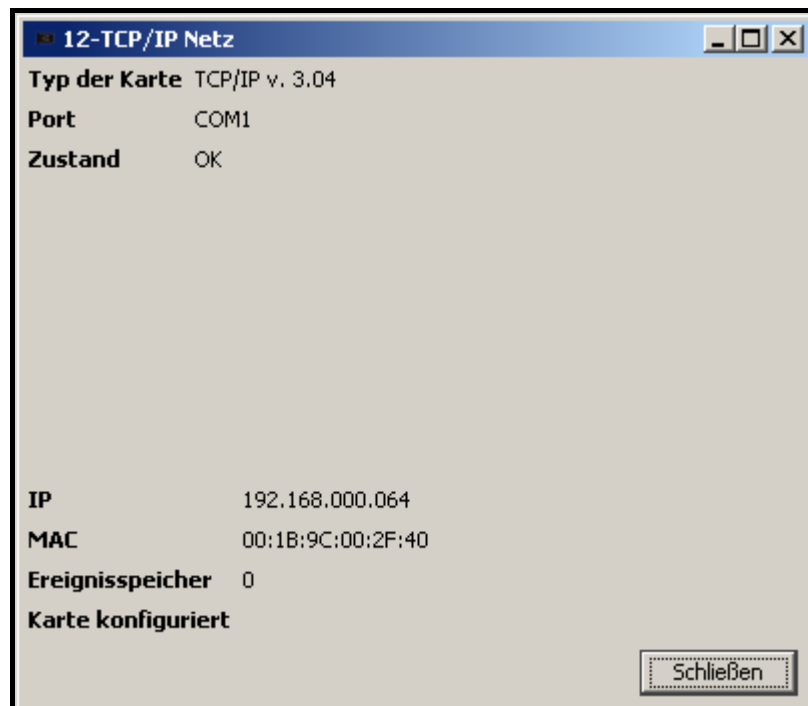 12-TCP/IP Netz
Typ der Karte TCP/IP v. 3.04
Port COM1
Zustand OK
IP 192.168.000.064
MAC 00:1B:9C:00:2F:40
Ereignisspeicher 0
Karte konfiguriert
Schließen